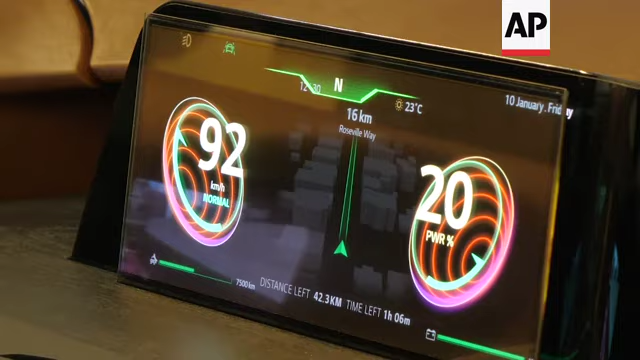 AP
12:30
N
23°C
10 January. Friday
16 km
Roseville Way
92
km/h
NORMAL
20
PWR %
7500 km
DISTANCE LEFT 42.3KM TIME LEFT 1h 06m